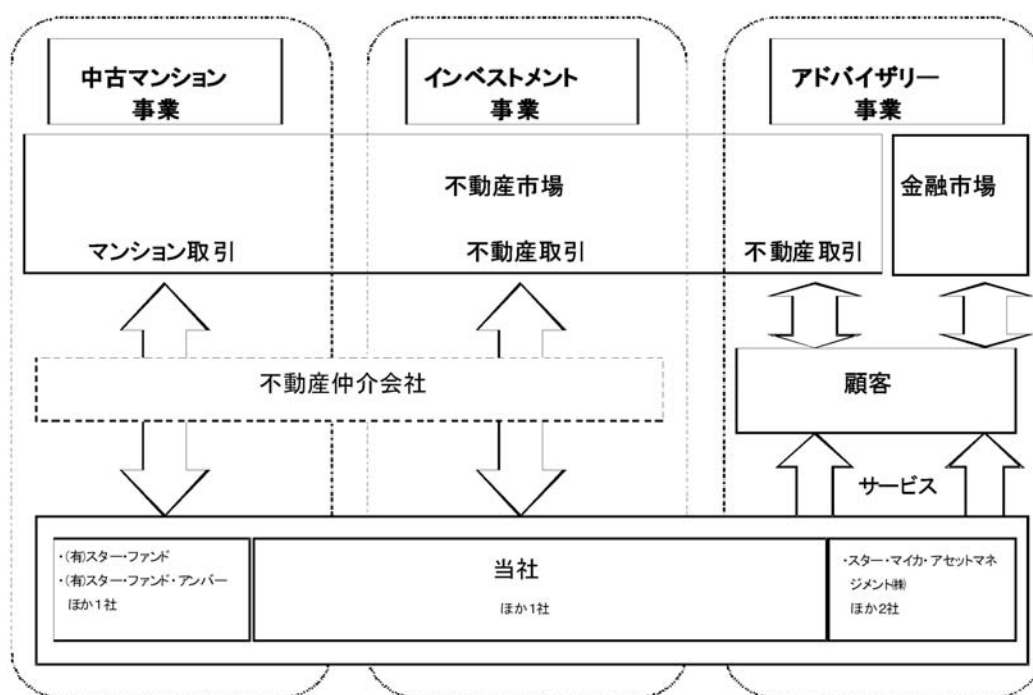 中古マンション
事業
インベストメント
事業
アドバイザリー
事業
不動産市場
金融市場
マンション取引
不動産取引
不動産取引
不動産仲介会社
顧客
サービス
・(有)スター・ファンド
・(有)スター・ファンド・アンバー
ほか1社
当社
ほか1社
・スター・マイカ・アセットマネ
ジメント㈱
ほか2社